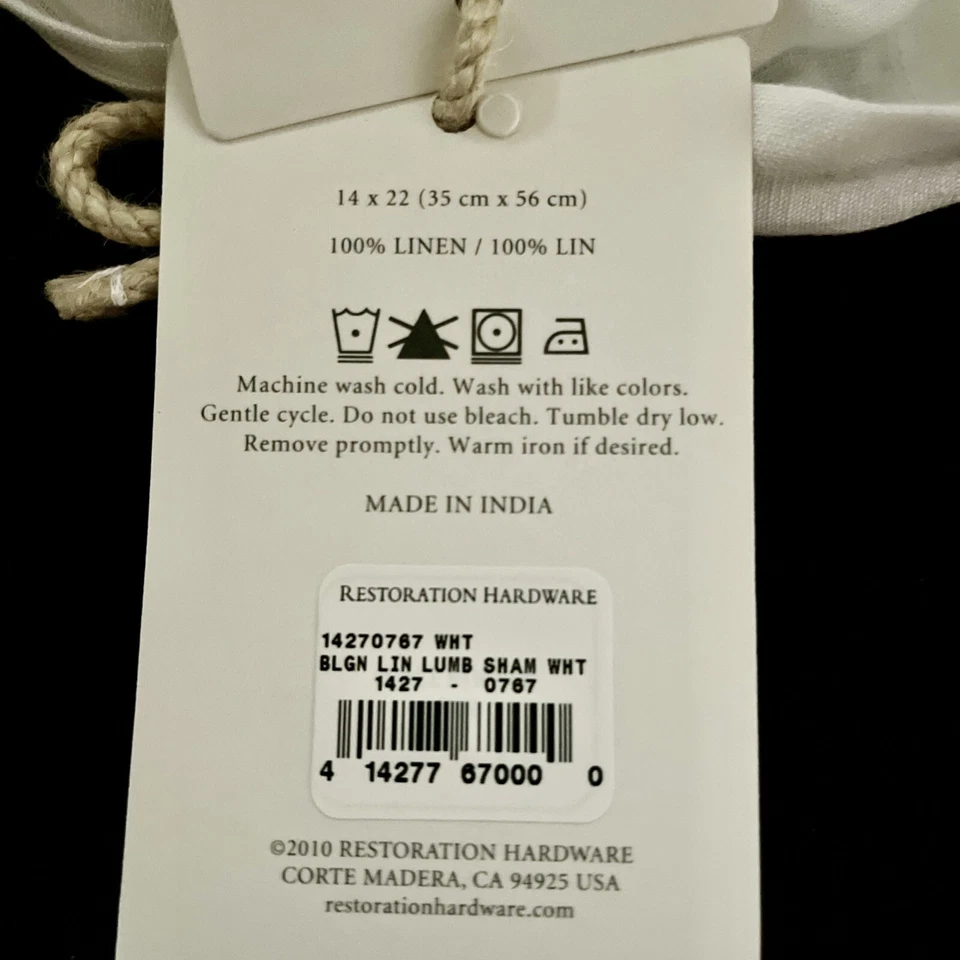 14 x 22 (35 cm x 56 cm)
100% LINEN / 100% LIN
Machine wash cold. Wash with like colors.
Gentle cycle. Do not use bleach. Tumble dry low.
Remove promptly. Warm iron if desired.
MADE IN INDIA
RESTORATION HARDWARE
14270767 WHT
BLGN LIN LUMB SHAM WHT
1427 - 0767
4 14277 67000 0
©2010 RESTORATION HARDWARE
CORTE MADERA, CA 94925 USA
restorationhardware.com